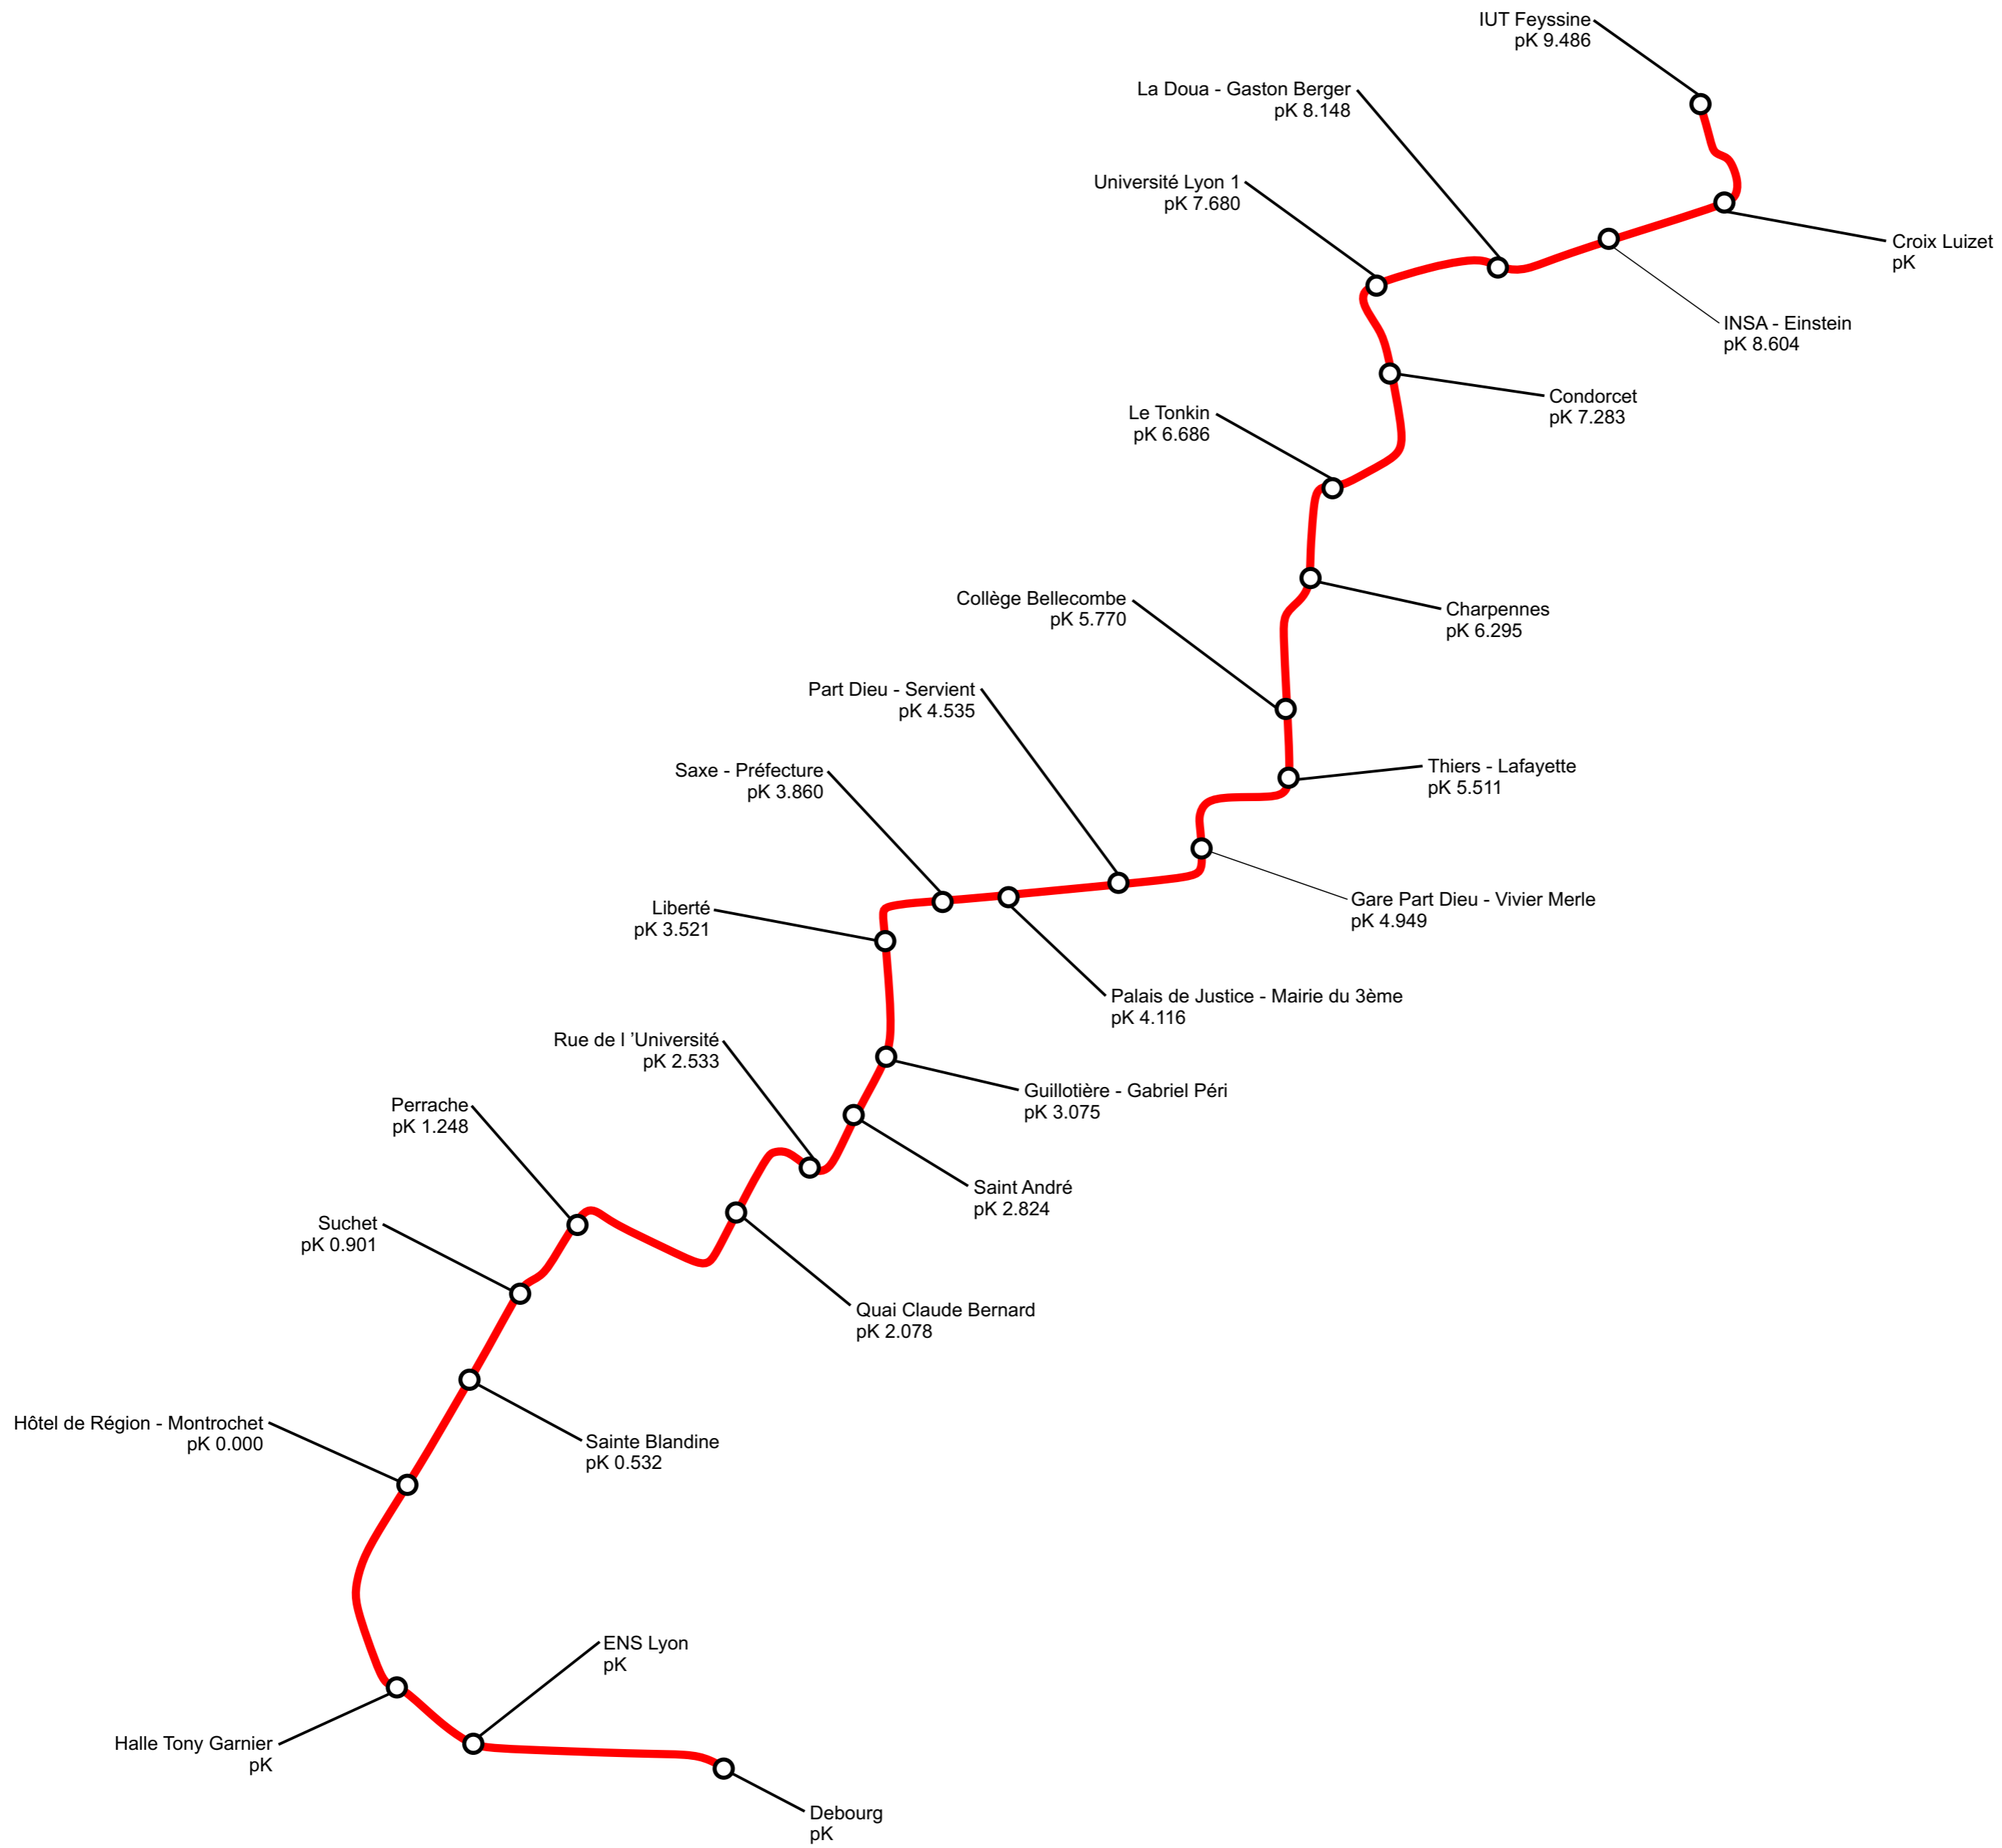 IUT Feyssine
pK 9.486
La Doua - Gaston Berger
pK 8.148
Université Lyon 1
pK 7.680
Croix Luizet
pK
INSA - Einstein
pK 8.604
Condorcet
pK 7.283
Le Tonkin
pK 6.686
Collège Bellecombe
pK 5.770
Charpennes
pK 6.295
Part Dieu - Servient
pK 4.535
Saxe - Préfecture
pK 3.860
Thiers - Lafayette
pK 5.511
Gare Part Dieu - Vivier Merle
pK 4.949
Liberté
pK 3.521
Palais de Justice - Mairie du 3ème
pK 4.116
Rue de l ’Université
pK 2.533
Guillotière - Gabriel Péri
pK 3.075
Perrache
pK 1.248
Saint André
pK 2.824
Suchet
pK 0.901
Quai Claude Bernard
pK 2.078
Hôtel de Région - Montrochet
pK 0.000
Sainte Blandine
pK 0.532
ENS Lyon
pK
Halle Tony Garnier
pK
Debourg
pK